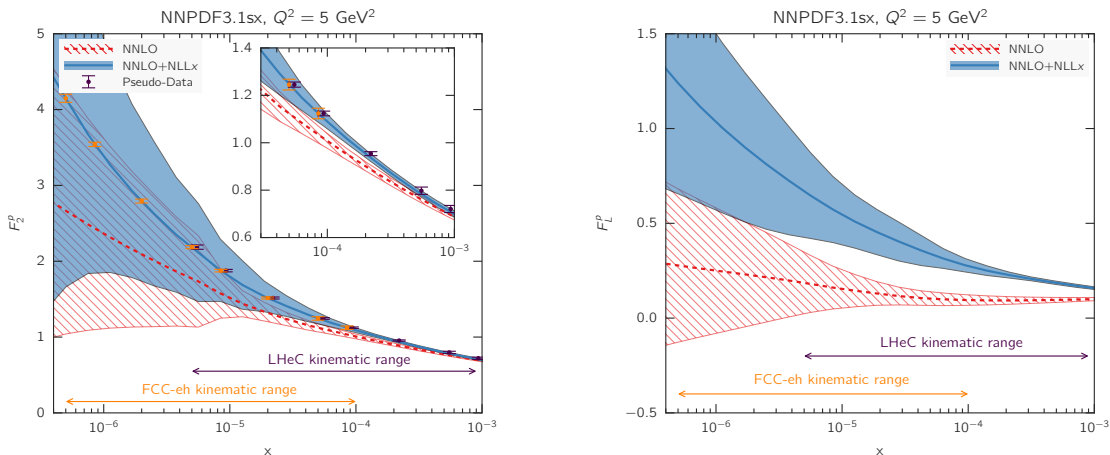 NNPDF3.1sx, Q² = 5 GeV²
5
4
3
2
1
0
F₂ᵖ
NNLO
NNLO+NLLx
Pseudo-Data
1.4
1.2
1.0
0.8
0.6
10⁻⁴
10⁻³
LHeC kinematic range
FCC-eh kinematic range
10⁻⁶
10⁻⁵
10⁻⁴
10⁻³
x
NNPDF3.1sx, Q² = 5 GeV²
1.5
1.0
0.5
0.0
−0.5
F_L^p
NNLO
NNLO+NLLx
LHeC kinematic range
FCC-eh kinematic range
10⁻⁶
10⁻⁵
10⁻⁴
10⁻³
x